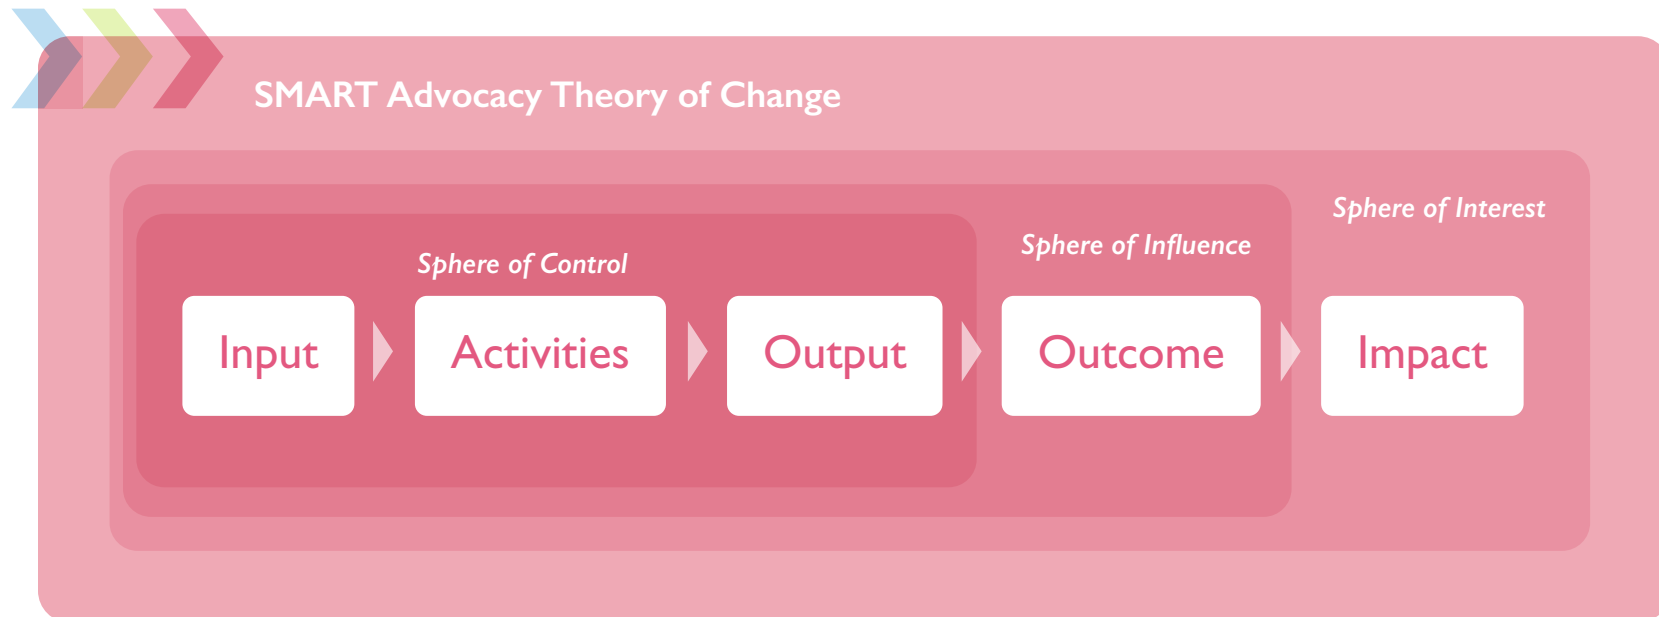 SMART Advocacy Theory of Change
Sphere of Interest
Sphere of Influence
Sphere of Control
Input
Activities
Output
Outcome
Impact